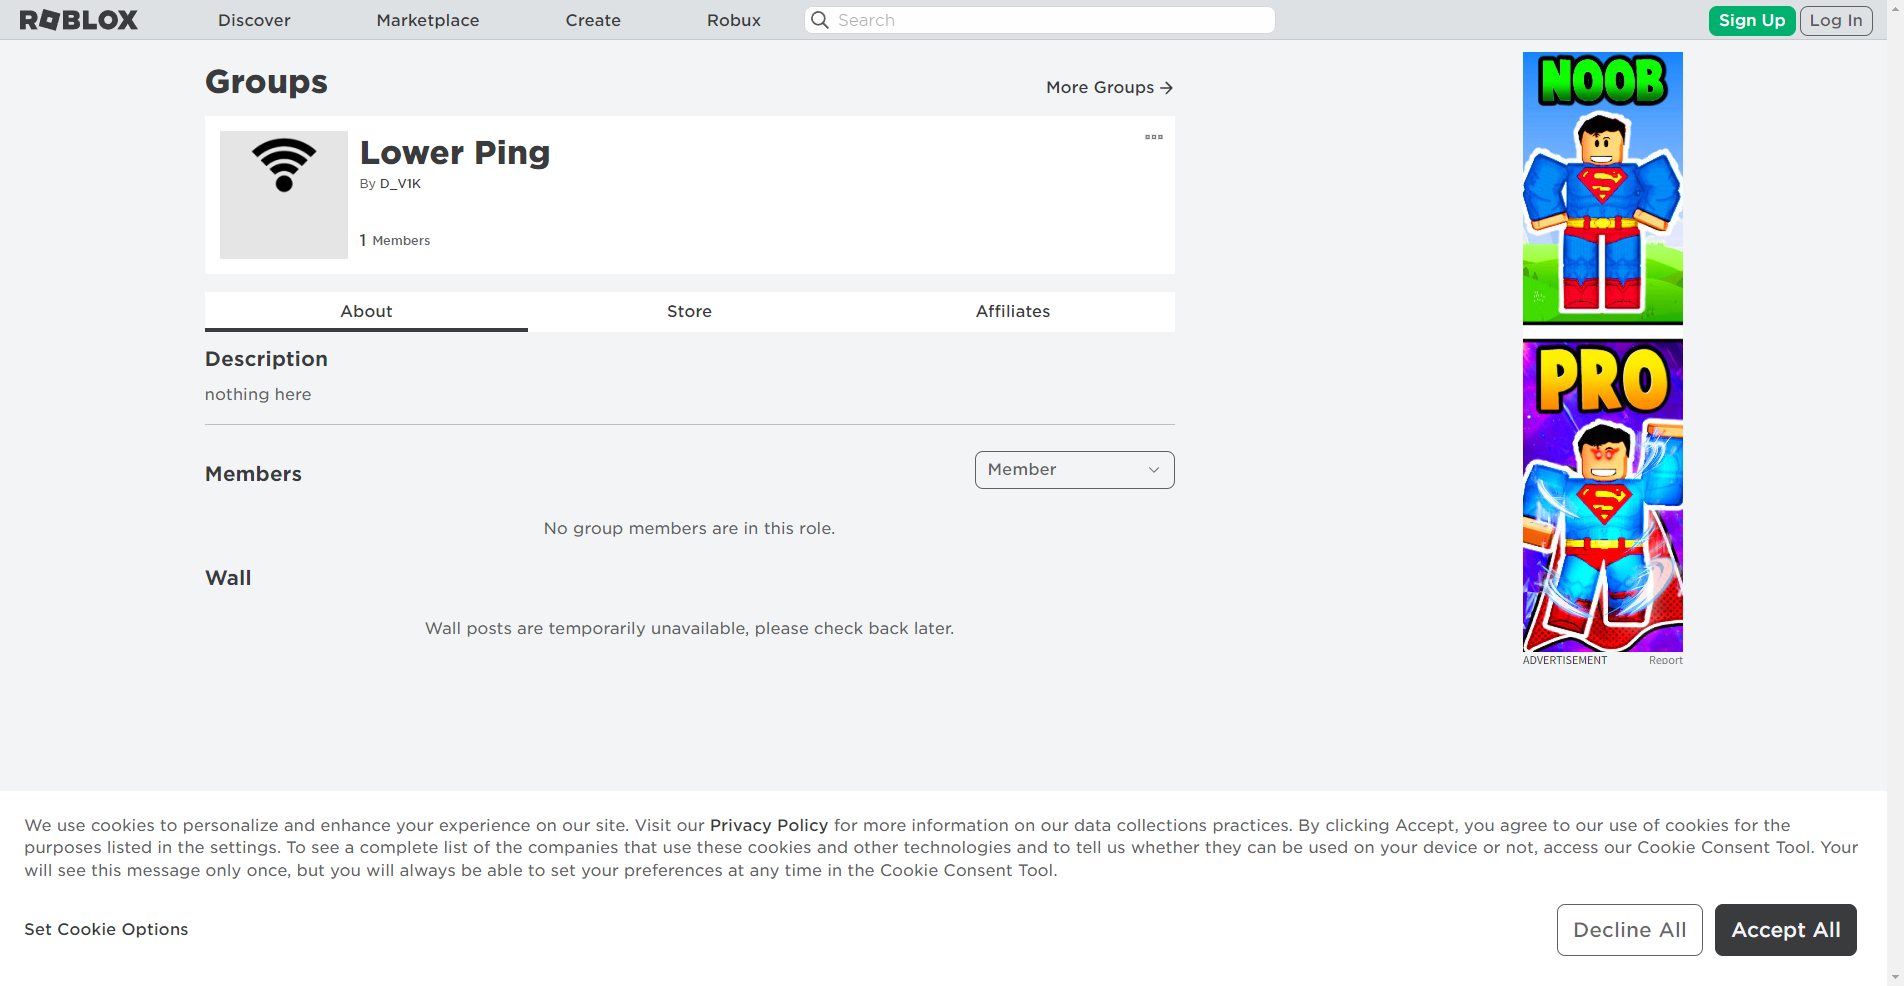 ROBLOX Discover Marketplace Create Robux Search Sign Up Log In
Groups
More Groups →
Lower Ping
By D_V1K
1 Members
About Store Affiliates
Description
nothing here
Members
Member
No group members are in this role.
Wall
Wall posts are temporarily unavailable, please check back later.
NOOB
PRO
ADVERTISEMENT Report
We use cookies to personalize and enhance your experience on our site. Visit our Privacy Policy for more information on our data collections practices. By clicking Accept, you agree to our use of cookies for the
purposes listed in the settings. To see a complete list of the companies that use these cookies and other technologies and to tell us whether they can be used on your device or not, access our Cookie Consent Tool. Your
will see this message only once, but you will always be able to set your preferences at any time in the Cookie Consent Tool.
Set Cookie Options
Decline All
Accept All